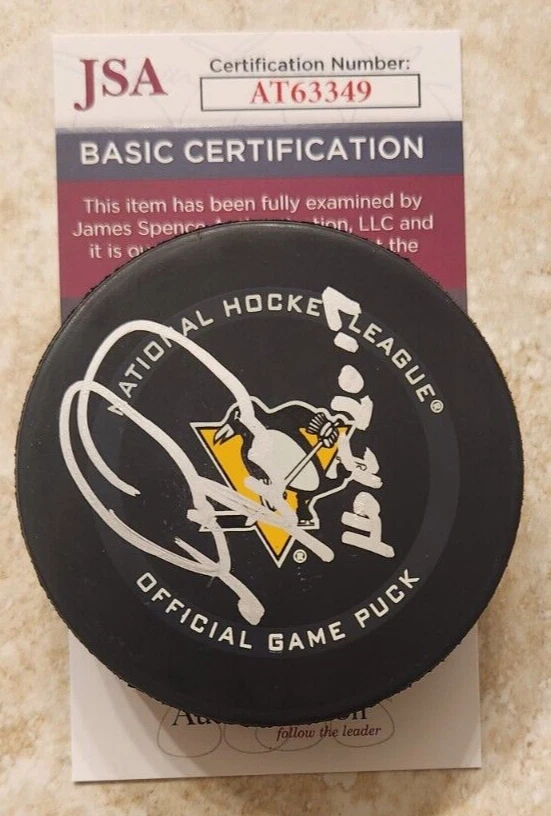 JSA
Certification Number:
AT63349
BASIC CERTIFICATION
This item has been fully examined by
James Spence tion, LLC and
it is the
NATIONAL HOCKEY LEAGUE®
®
OFFICIAL GAME PUCK
follow the leader